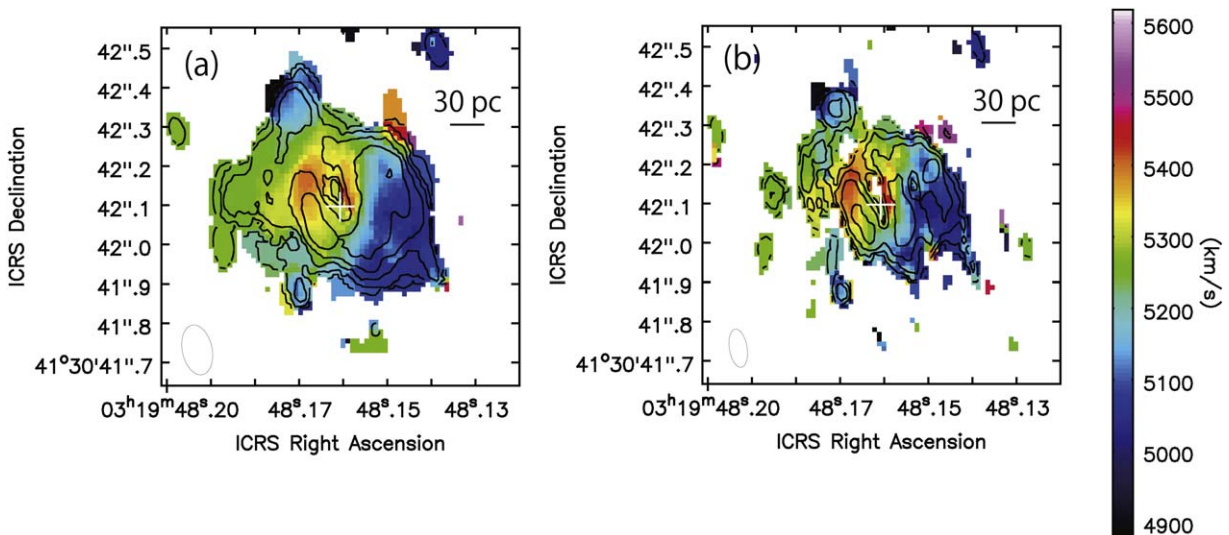 (a)
30 pc
42".5
42".4
42".3
42".2
42".1
42".0
41".9
41".8
41°30'41".7
ICRS Declination
03ʰ19ᵐ48ˢ.20
48ˢ.17
48ˢ.15
48ˢ.13
ICRS Right Ascension
(b)
30 pc
42".5
42".4
42".3
42".2
42".1
42".0
41".9
41".8
41°30'41".7
ICRS Declination
03ʰ19ᵐ48ˢ.20
48ˢ.17
48ˢ.15
48ˢ.13
ICRS Right Ascension
5600
5500
5400
5300
5200
5100
5000
4900
(km/s)